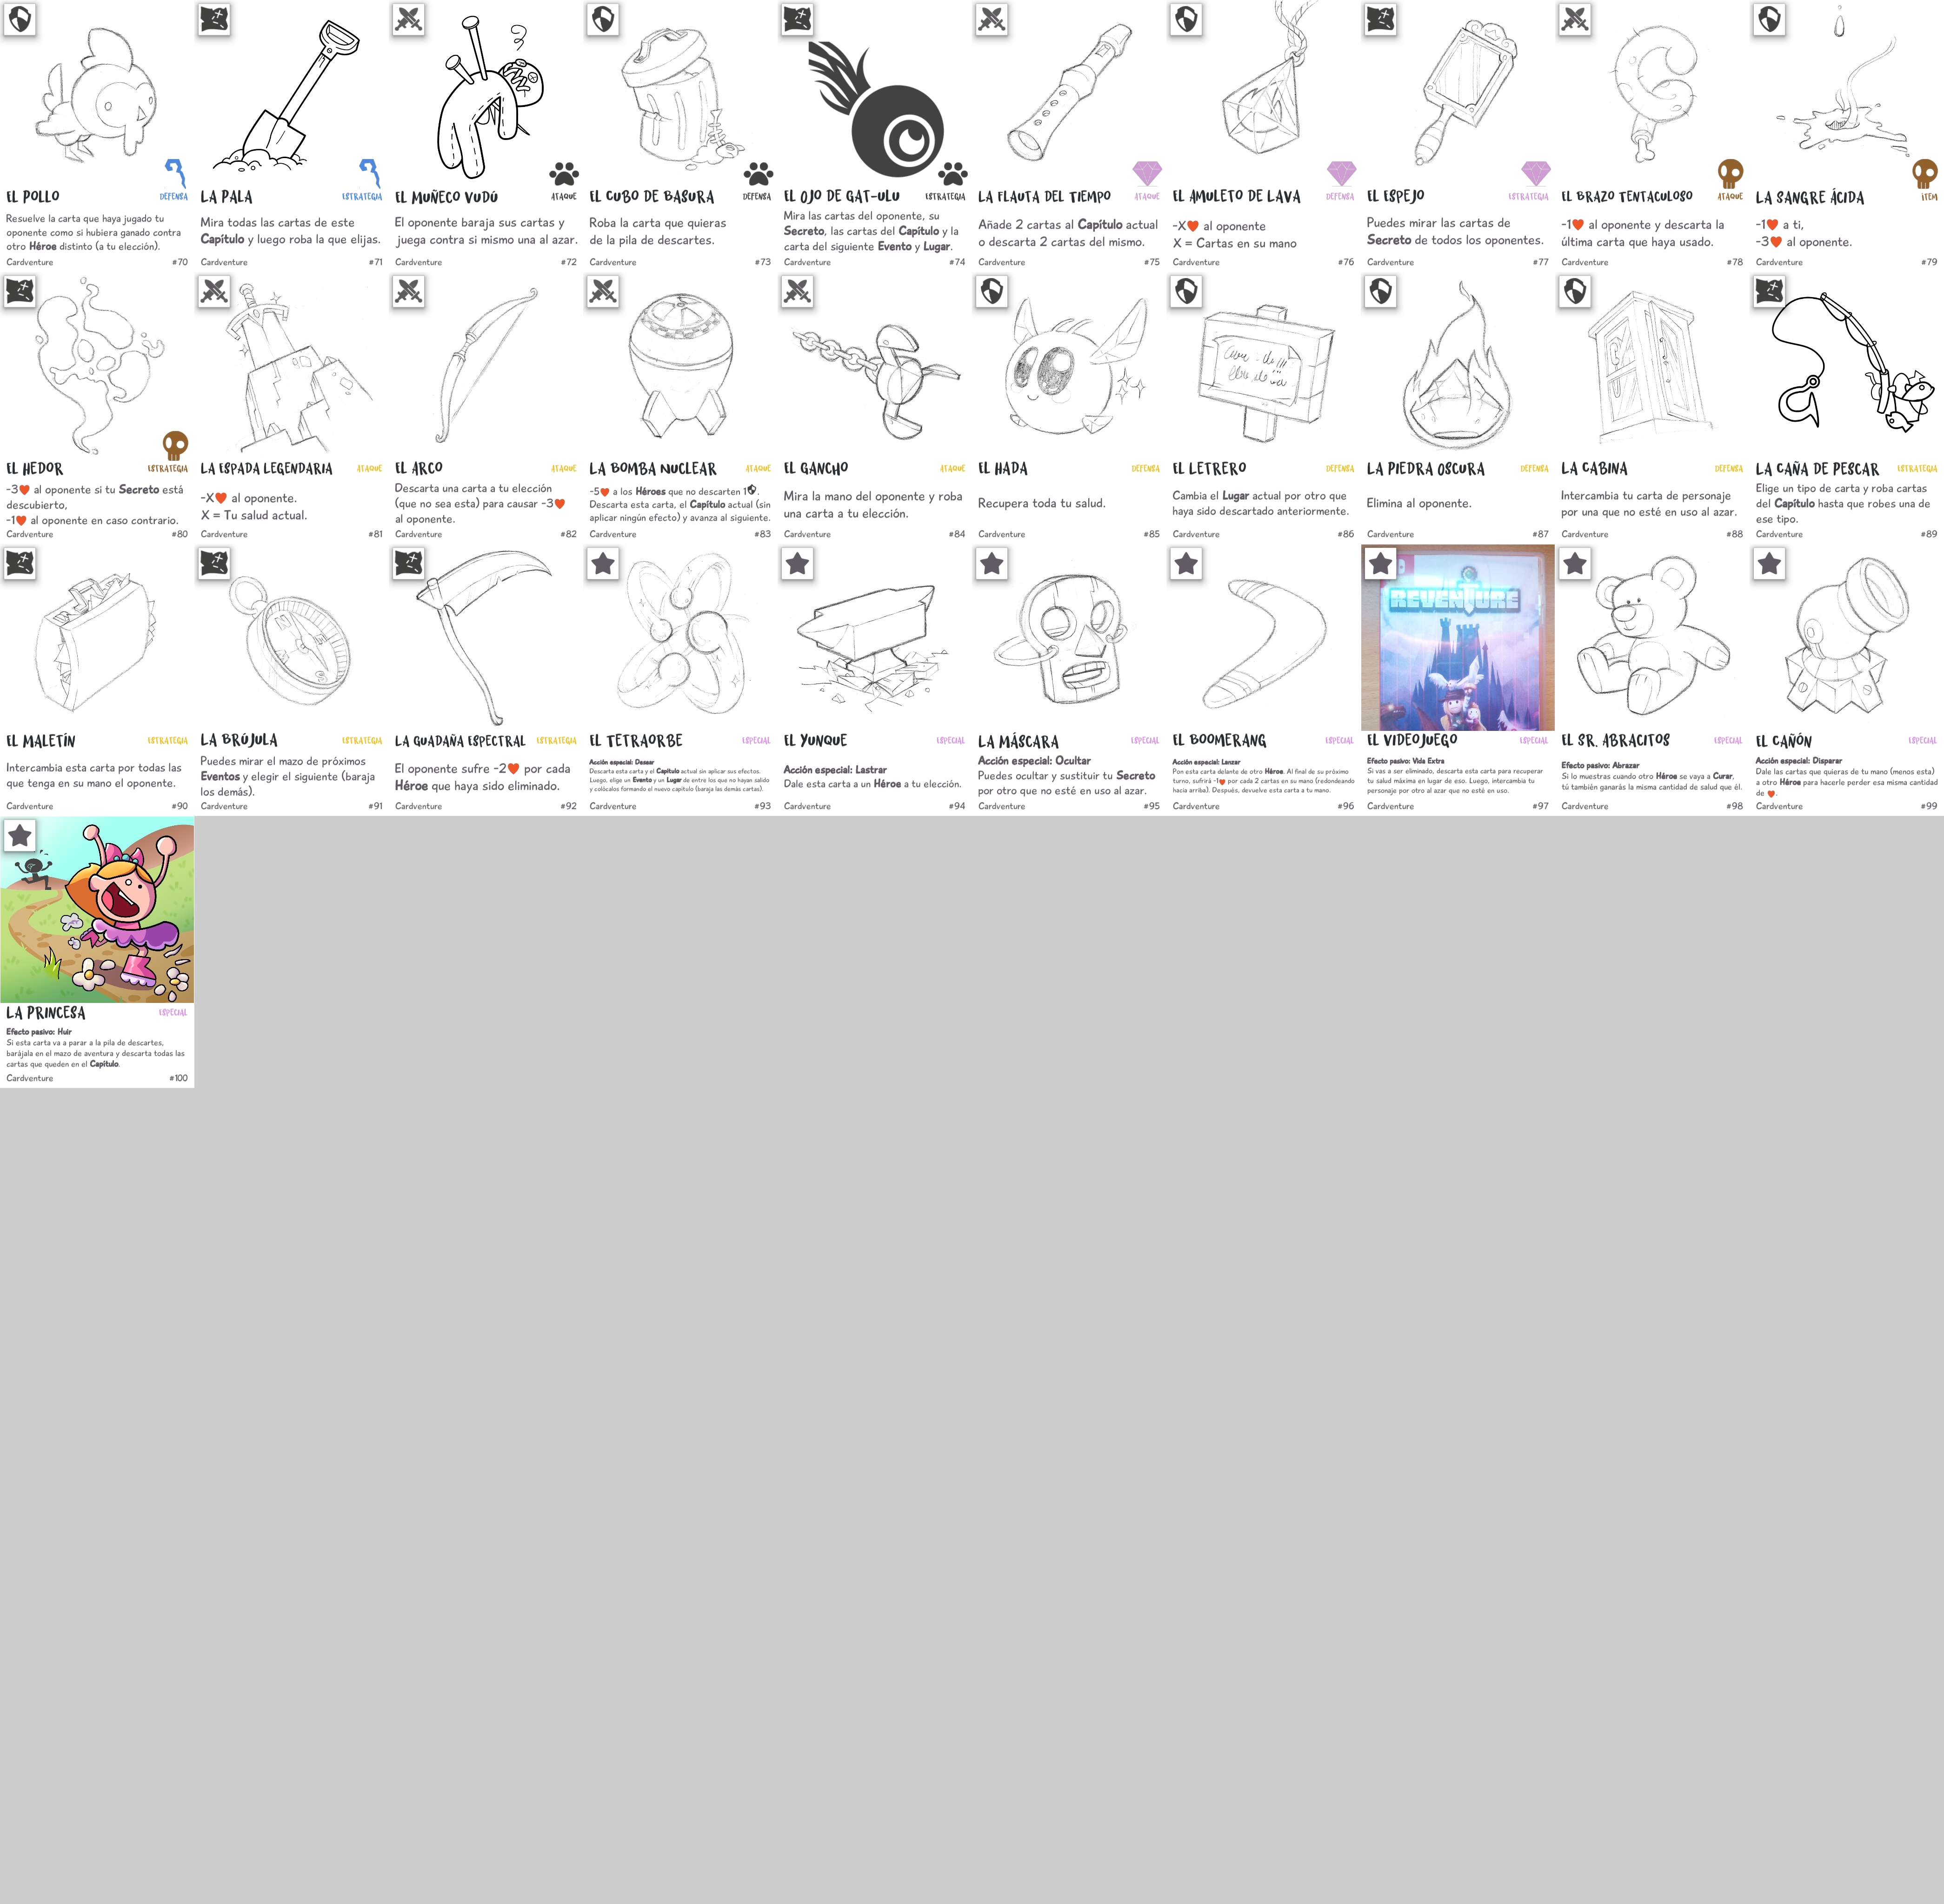 EL POLLO
DEFENSA
Resuelve la carta que haya jugado tu
oponente como si hubiera ganado contra
otro Héroe distinto (a tu elección).
Cardventure
#70
LA PALA
ESTRATEGIA
Mira todas las cartas de este
Capítulo y luego roba la que elijas.
Cardventure
#71
EL MUÑECO VUDÚ
ATAQUE
El oponente baraja sus cartas y
juega contra si mismo una al azar.
Cardventure
#72
EL CUBO DE BASURA
DEFENSA
Roba la carta que quieras
de la pila de descartes.
Cardventure
#73
EL OJO DE GAT-ULU
ESTRATEGIA
Mira las cartas del oponente, su
Secreto, las cartas del Capítulo y la
carta del siguiente Evento y Lugar.
Cardventure
#74
LA FLAUTA DEL TIEMPO
ATAQUE
Añade 2 cartas al Capítulo actual
o descarta 2 cartas del mismo.
Cardventure
#75
EL AMULETO DE LAVA
DEFENSA
-X♥ al oponente
X = Cartas en su mano
Cardventure
#76
EL ESPEJO
ESTRATEGIA
Puedes mirar las cartas de
Secreto de todos los oponentes.
Cardventure
#77
EL BRAZO TENTACULOSO
ATAQUE
-1♥ al oponente y descarta la
última carta que haya usado.
Cardventure
#78
LA SANGRE ÁCIDA
ÍTEM
-1♥ a ti,
-3♥ al oponente.
Cardventure
#79
EL HEDOR
ESTRATEGIA
-3♥ al oponente si tu Secreto está
descubierto,
-1♥ al oponente en caso contrario.
Cardventure
#80
LA ESPADA LEGENDARIA
ATAQUE
-X♥ al oponente.
X = Tu salud actual.
Cardventure
#81
EL ARCO
ATAQUE
Descarta una carta a tu elección
(que no sea esta) para causar -3♥
al oponente.
Cardventure
#82
LA BOMBA NUCLEAR
ATAQUE
-5♥ a los Héroes que no descarten 1.
Descarta esta carta, el Capítulo actual (sin
aplicar ningún efecto) y avanza al siguiente.
Cardventure
#83
EL GANCHO
ATAQUE
Mira la mano del oponente y roba
una carta a tu elección.
Cardventure
#84
EL HADA
DEFENSA
Recupera toda tu salud.
Cardventure
#85
EL LETRERO
DEFENSA
Cambia el Lugar actual por otro que
haya sido descartado anteriormente.
Cardventure
#86
LA PIEDRA OSCURA
DEFENSA
Elimina al oponente.
Cardventure
#87
LA CABINA
DEFENSA
Intercambia tu carta de personaje
por una que no esté en uso al azar.
Cardventure
#88
LA CAÑA DE PESCAR
ESTRATEGIA
Elige un tipo de carta y roba cartas
del Capítulo hasta que robes una de
ese tipo.
Cardventure
#89
EL MALETÍN
ESTRATEGIA
Intercambia esta carta por todas las
que tenga en su mano el oponente.
Cardventure
#90
LA BRÚJULA
ESTRATEGIA
Puedes mirar el mazo de próximos
Eventos y elegir el siguiente (baraja
los demás).
Cardventure
#91
LA GUADAÑA ESPECTRAL
ESTRATEGIA
El oponente sufre -2♥ por cada
Héroe que haya sido eliminado.
Cardventure
#92
EL TETRAORBE
ESPECIAL
Acción especial: Desear
Descarta esta carta y el Capítulo actual sin aplicar sus efectos.
Luego, elige un Evento y un Lugar de entre los que no hayan salido
y colócalos formando el nuevo capítulo (baraja las demás cartas).
Cardventure
#93
EL YUNQUE
ESPECIAL
Acción especial: Lastrar
Dale esta carta a un Héroe a tu elección.
Cardventure
#94
LA MÁSCARA
ESPECIAL
Acción especial: Ocultar
Puedes ocultar y sustituir tu Secreto
por otro que no esté en uso al azar.
Cardventure
#95
EL BOOMERANG
ESPECIAL
Acción especial: Lanzar
Pon esta carta delante de otro Héroe. Al final de su próximo
turno, sufrirá -1♥ por cada 2 cartas en su mano (redondeando
hacia arriba). Después, devuelve esta carta a tu mano.
Cardventure
#96
REVENTURE
EL VIDEOJUEGO
ESPECIAL
Efecto pasivo: Vida Extra
Si vas a ser eliminado, descarta esta carta para recuperar
tu salud máxima en lugar de eso. Luego, intercambia tu
personaje por otro al azar que no esté en uso.
Cardventure
#97
EL SR. ABRACITOS
ESPECIAL
Efecto pasivo: Abrazar
Si lo muestras cuando otro Héroe se vaya a Curar,
tú también ganarás la misma cantidad de salud que él.
Cardventure
#98
EL CAÑÓN
ESPECIAL
Acción especial: Disparar
Dale las cartas que quieras de tu mano (menos esta)
a otro Héroe para hacerle perder esa misma cantidad
de ♥.
Cardventure
#99
LA PRINCESA
ESPECIAL
Efecto pasivo: Huir
Si esta carta va a parar a la pila de descartes,
barájala en el mazo de aventura y descarta todas las
cartas que queden en el Capítulo.
Cardventure
#100